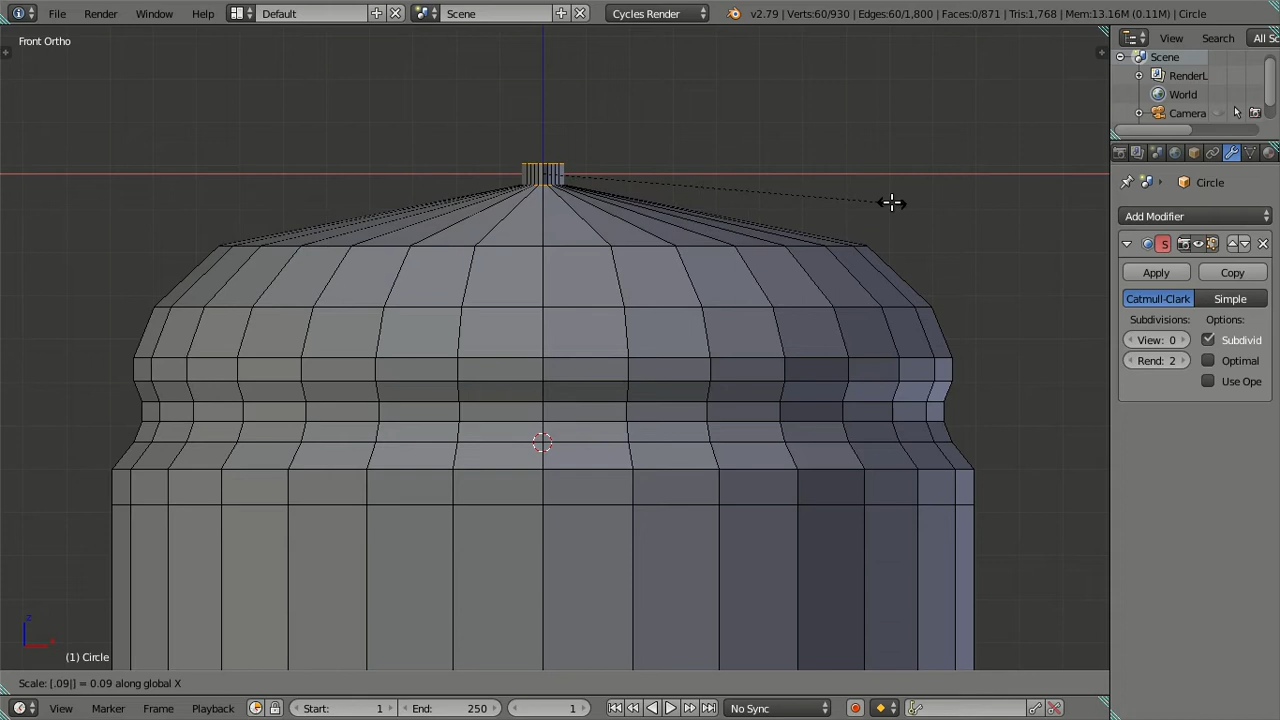 File Render Window Help Default Scene Cycles Render v2.79 | Verts:60/930 | Edges:60/1,800 | Faces:0/871 | Tris:1,768 | Mem:13.16M (0.11M) | Circle
Front Ortho
View Search All S
Scene
RenderL
World
Camera
Circle
Add Modifier
S
Apply Copy
Catmull-Clark Simple
Subdivisions: Options:
View: 0 Subdivid
Rend: 2 Optimal
Use Ope
z
x
(1) Circle
Scale: [.09|] = 0.09 along global X
View Marker Frame Playback Start: 1 End: 250 1 No Sync